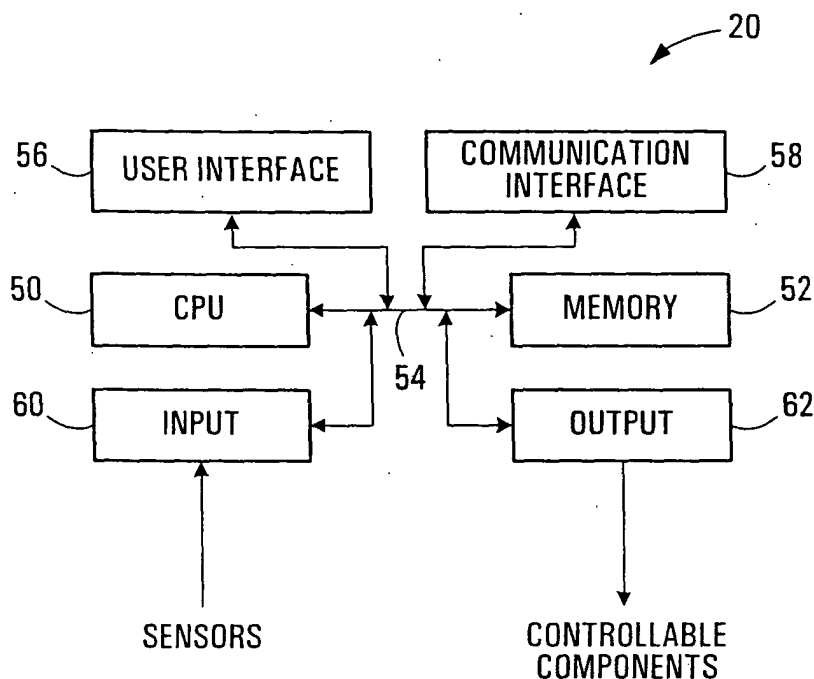 20
56
USER INTERFACE
COMMUNICATION
INTERFACE
58
50
CPU
MEMORY
52
54
60
INPUT
OUTPUT
62
SENSORS
CONTROLLABLE
COMPONENTS